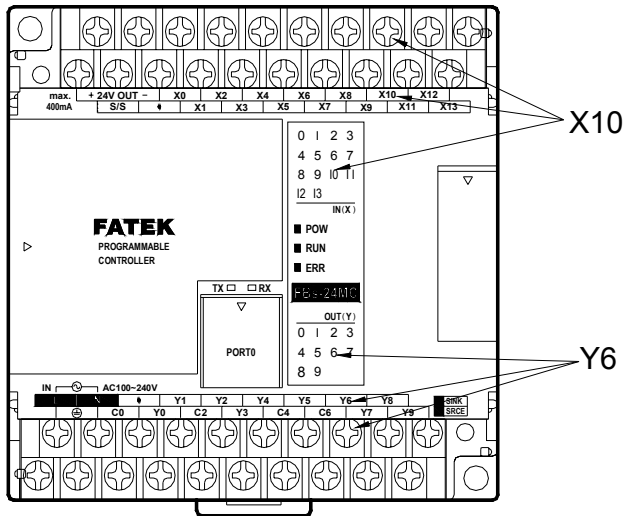 max. + 24V OUT − X0 X2 X4 X6 X8 X10 X12
400mA S/S X1 X3 X5 X7 X9 X11 X13
X10
0 1 2 3
4 5 6 7
8 9 10 11
12 13
IN(X)
FATEK
PROGRAMMABLE
CONTROLLER
POW
RUN
ERR
TX RX
FBs-24MC
OUT(Y)
0 1 2 3
4 5 6 7
8 9
PORT0
Y6
IN AC100~240V
Y1 Y2 Y4 Y5 Y6 Y8
C0 Y0 C2 Y3 C4 C6 Y7 Y9
SINK
SRCE